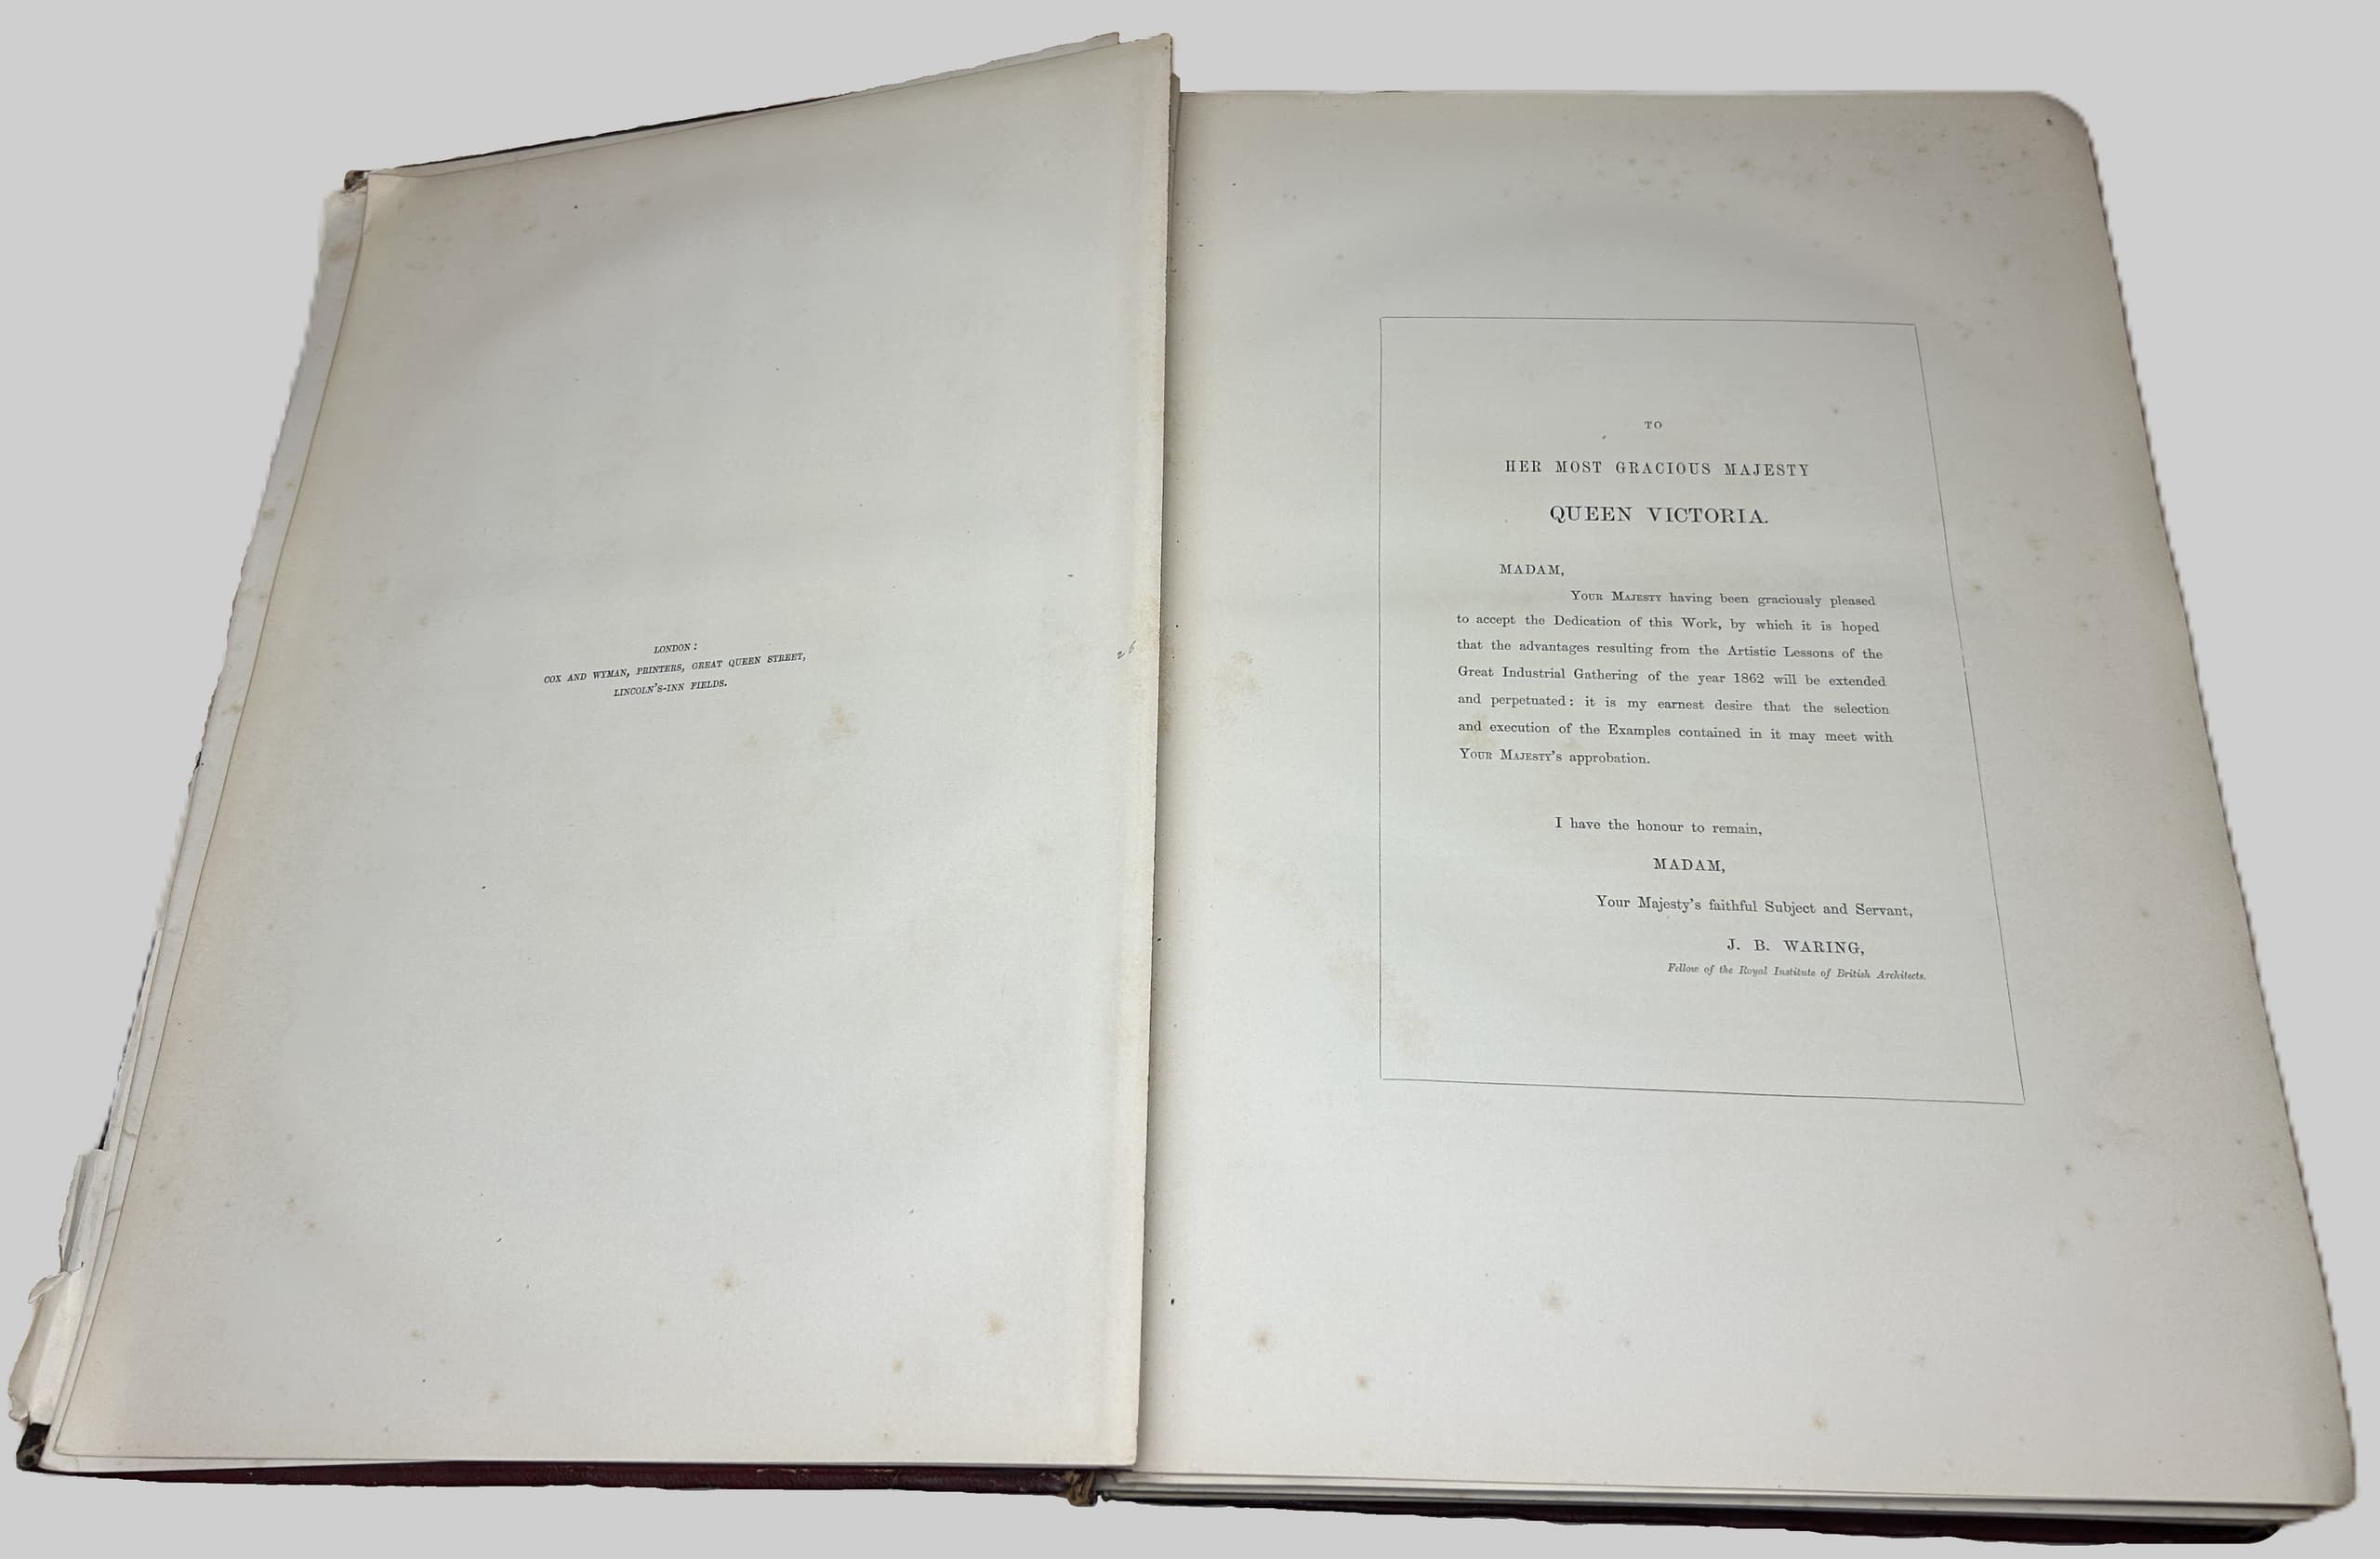 LONDON:
COX AND WYMAN, PRINTERS, GREAT QUEEN STREET,
LINCOLN'S-INN FIELDS.
TO
HER MOST GRACIOUS MAJESTY
QUEEN VICTORIA.
MADAM,
YOUR MAJESTY having been graciously pleased
to accept the Dedication of this Work, by which it is hoped
that the advantages resulting from the Artistic Lessons of the
Great Industrial Gathering of the year 1862 will be extended
and perpetuated: it is my earnest desire that the selection
and execution of the Examples contained in it may meet with
YOUR MAJESTY's approbation.
I have the honour to remain,
MADAM,
Your Majesty's faithful Subject and Servant,
J. B. WARING,
Fellow of the Royal Institute of British Architects.